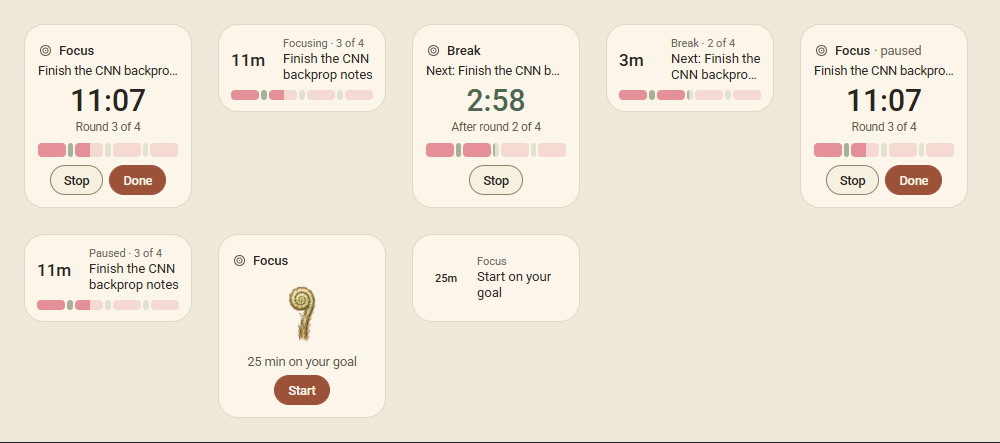 Focus
Finish the CNN backpro...
11:07
Round 3 of 4
Stop
Done
11m
Focusing · 3 of 4
Finish the CNN
backprop notes
Break
Next: Finish the CNN b...
2:58
After round 2 of 4
Stop
3m
Break · 2 of 4
Next: Finish the
CNN backpro...
Focus · paused
Finish the CNN backpro...
11:07
Round 3 of 4
Stop
Done
11m
Paused · 3 of 4
Finish the CNN
backprop notes
Focus
25 min on your goal
Start
25m
Focus
Start on your
goal